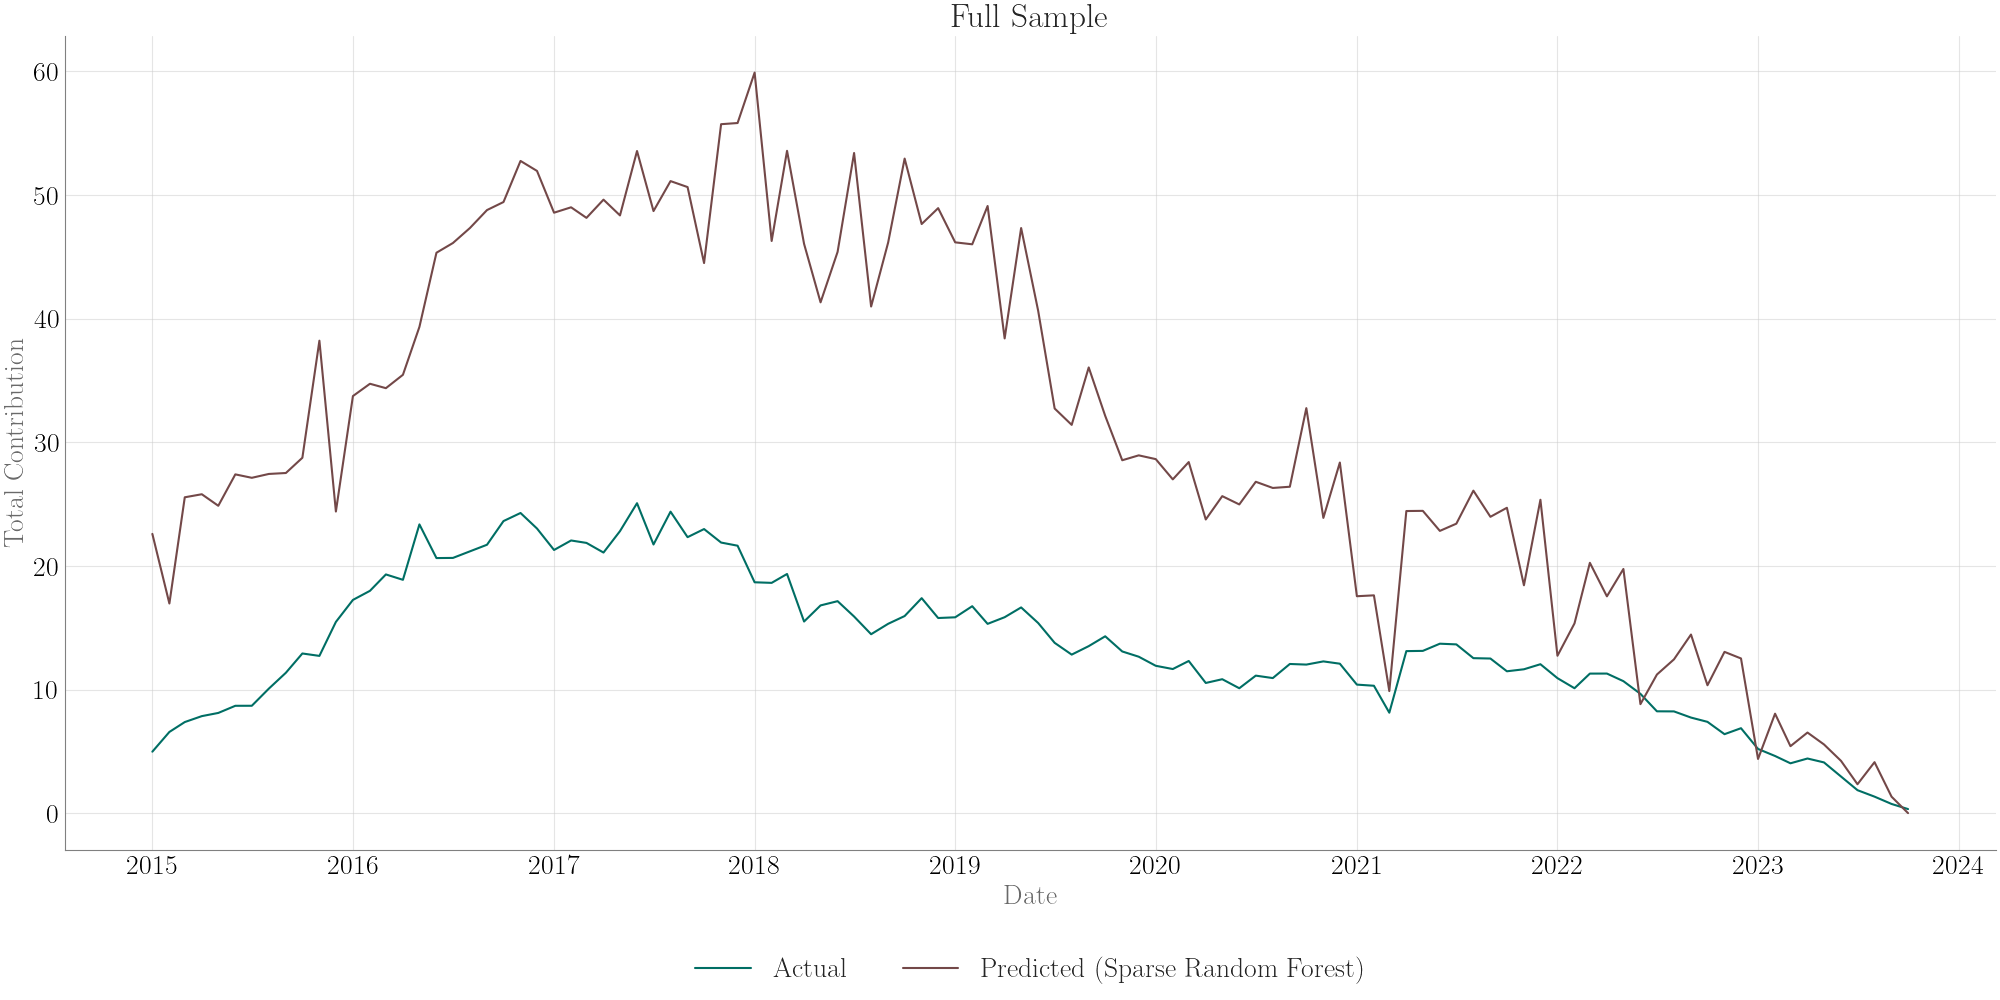 Full Sample
Total Contribution
60
50
40
30
20
10
0
2015 2016 2017 2018 2019 2020 2021 2022 2023 2024
Date
Actual Predicted (Sparse Random Forest)